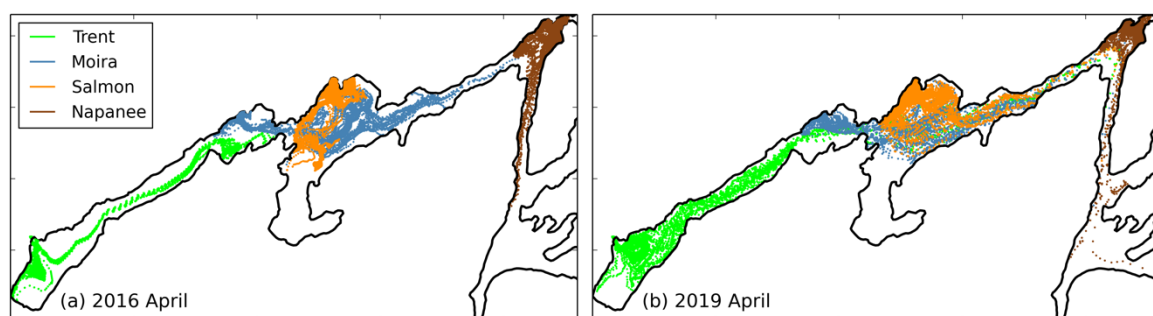 Trent
Moira
Salmon
Napanee
(a) 2016 April
(b) 2019 April